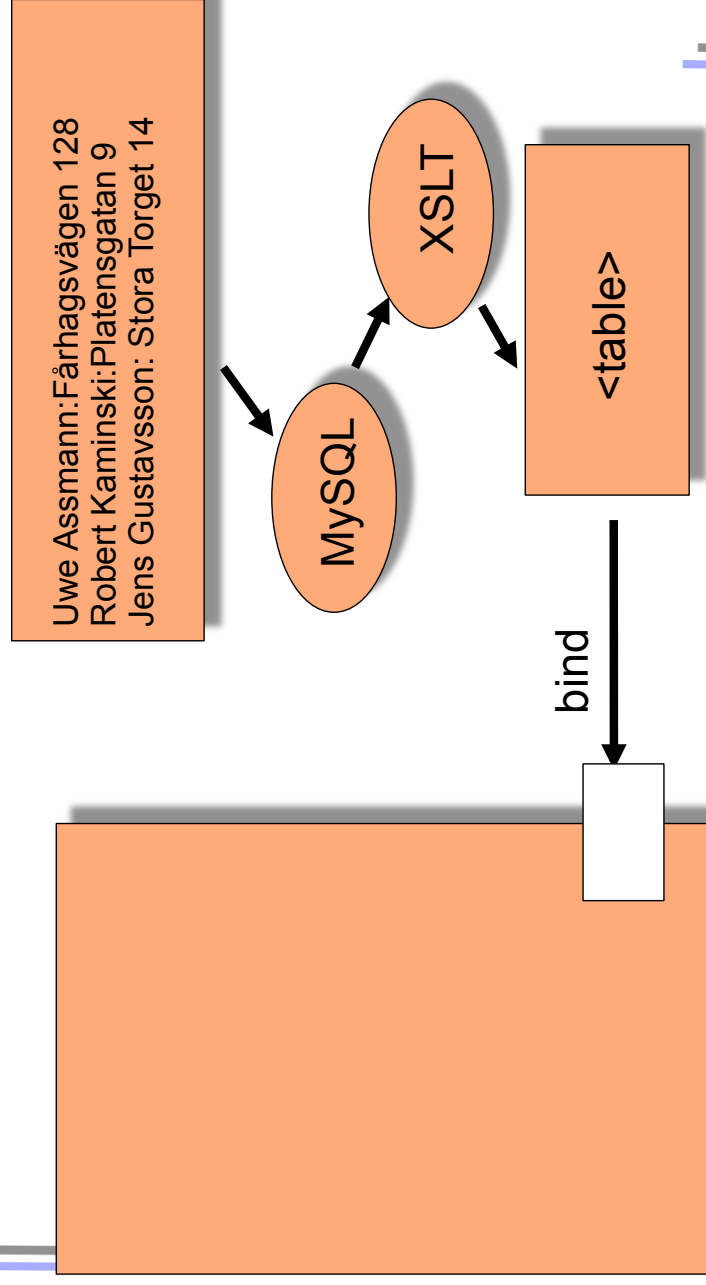 Uwe Assmann:Fårhagsvägen 128
Robert Kaminski:Platensgatan 9
Jens Gustavsson: Stora Torget 14
MySQL
XSLT
<table>
bind